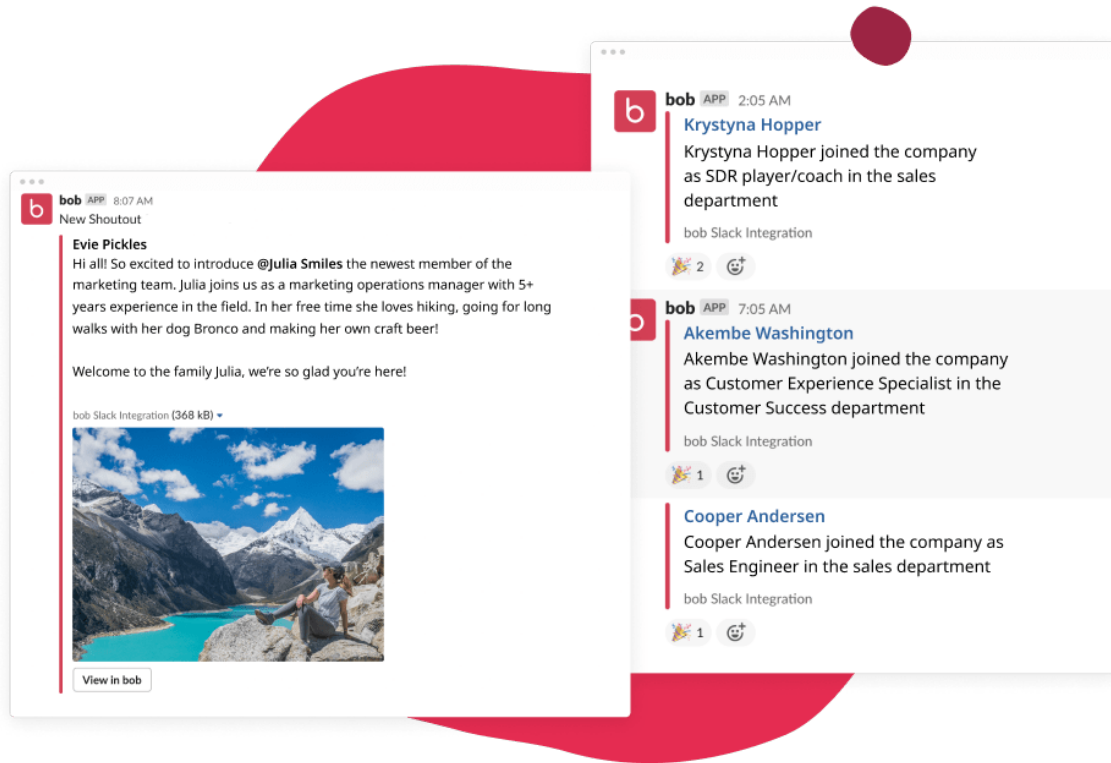 bob APP 8:07 AM
New Shoutout
Evie Pickles
Hi all! So excited to introduce @Julia Smiles the newest member of the
marketing team. Julia joins us as a marketing operations manager with 5+
years experience in the field. In her free time she loves hiking, going for long
walks with her dog Bronco and making her own craft beer!
Welcome to the family Julia, we’re so glad you’re here!
bob Slack Integration (368 kB)
View in bob
b
bob APP 2:05 AM
Krystyna Hopper
Krystyna Hopper joined the company
as SDR player/coach in the sales
department
bob Slack Integration
2
bob APP 7:05 AM
Akembe Washington
Akembe Washington joined the company
as Customer Experience Specialist in the
Customer Success department
bob Slack Integration
1
Cooper Andersen
Cooper Andersen joined the company as
Sales Engineer in the sales department
bob Slack Integration
1